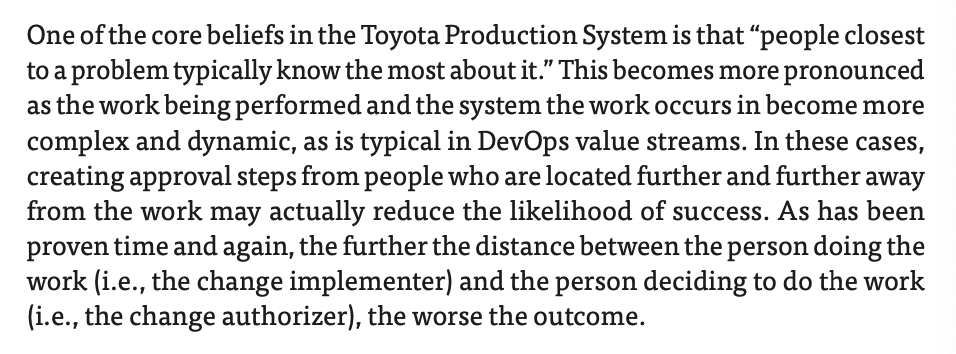 One of the core beliefs in the Toyota Production System is that “people closest
to a problem typically know the most about it.” This becomes more pronounced
as the work being performed and the system the work occurs in become more
complex and dynamic, as is typical in DevOps value streams. In these cases,
creating approval steps from people who are located further and further away
from the work may actually reduce the likelihood of success. As has been
proven time and again, the further the distance between the person doing the
work (i.e., the change implementer) and the person deciding to do the work
(i.e., the change authorizer), the worse the outcome.